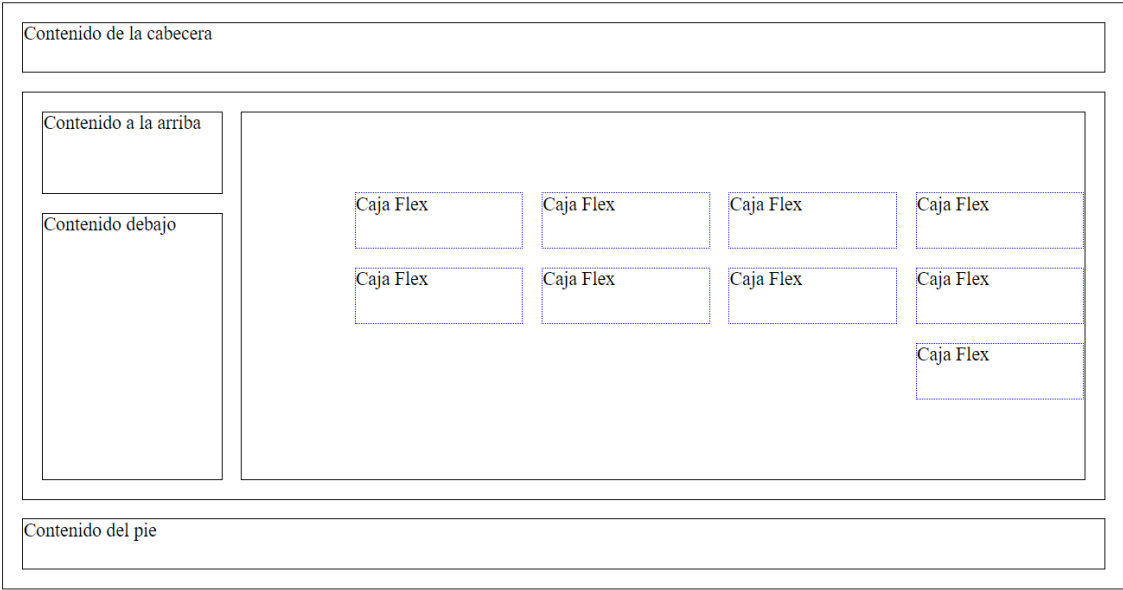 Contenido de la cabecera
Contenido a la arriba
Contenido debajo
Caja Flex
Caja Flex
Caja Flex
Caja Flex
Caja Flex
Caja Flex
Caja Flex
Caja Flex
Caja Flex
Contenido del pie